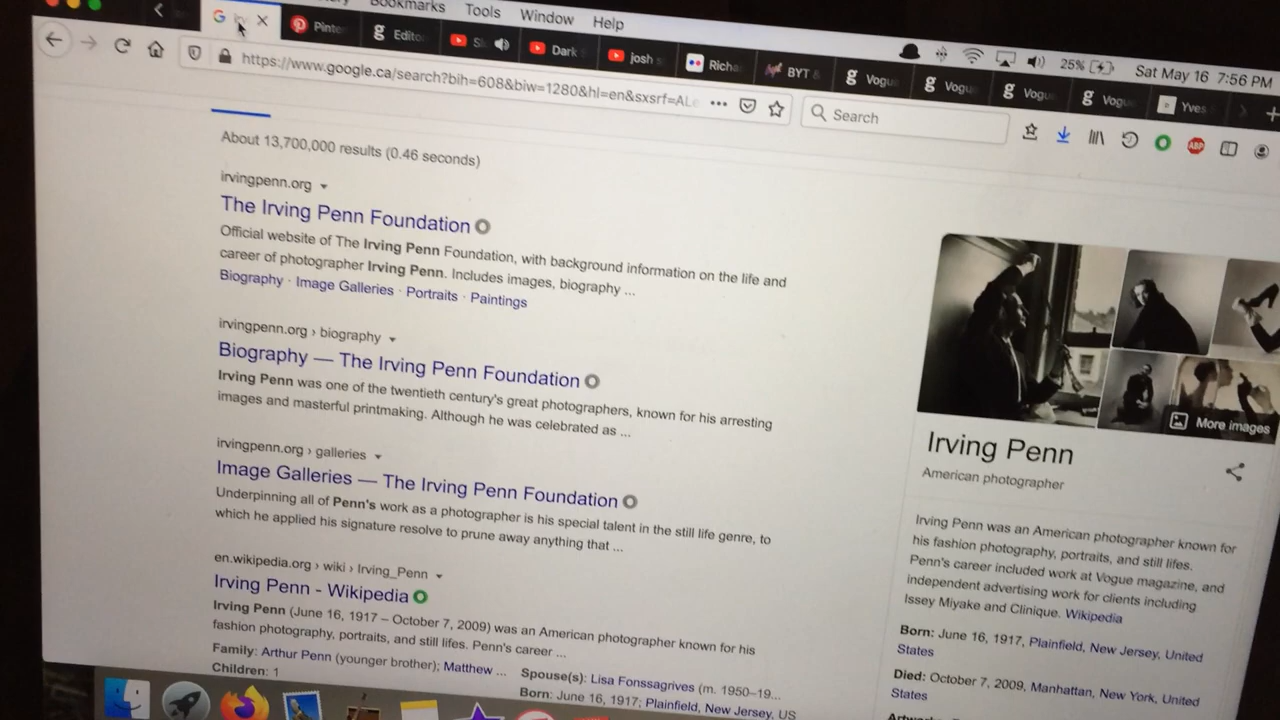 Bookmarks Tools Window Help
25% Sat May 16 7:56 PM
Edito
Dark
josh
Richa
BYT &
Vogu
Vogu
Vogu
Vogu
Yves
https://www.google.ca/search?bih=608&biw=1280&hl=en&sxsrf=AL
Search
ABP
About 13,700,000 results (0.46 seconds)
irvingpenn.org
The Irving Penn Foundation
Official website of The Irving Penn Foundation, with background information on the life and
career of photographer Irving Penn. Includes images, biography ...
Biography · Image Galleries · Portraits · Paintings
irvingpenn.org › biography
Biography — The Irving Penn Foundation
Irving Penn was one of the twentieth century's great photographers, known for his arresting
images and masterful printmaking. Although he was celebrated as ...
irvingpenn.org › galleries
Image Galleries — The Irving Penn Foundation
Underpinning all of Penn's work as a photographer is his special talent in the still life genre, to
which he applied his signature resolve to prune away anything that ...
en.wikipedia.org › wiki › Irving_Penn
Irving Penn - Wikipedia
Irving Penn (June 16, 1917 – October 7, 2009) was an American photographer known for his
fashion photography, portraits, and still lifes. Penn's career ...
Family: Arthur Penn (younger brother); Matthew ...
Spouse(s): Lisa Fonssagrives (m. 1950–19...
Children: 1
Born: June 16, 1917; Plainfield, New Jersey, US
More images
Irving Penn
American photographer
Irving Penn was an American photographer known for
his fashion photography, portraits, and still lifes.
Penn's career included work at Vogue magazine, and
independent advertising work for clients including
Issey Miyake and Clinique. Wikipedia
Born: June 16, 1917, Plainfield, New Jersey, United
States
Died: October 7, 2009, Manhattan, New York, United
States